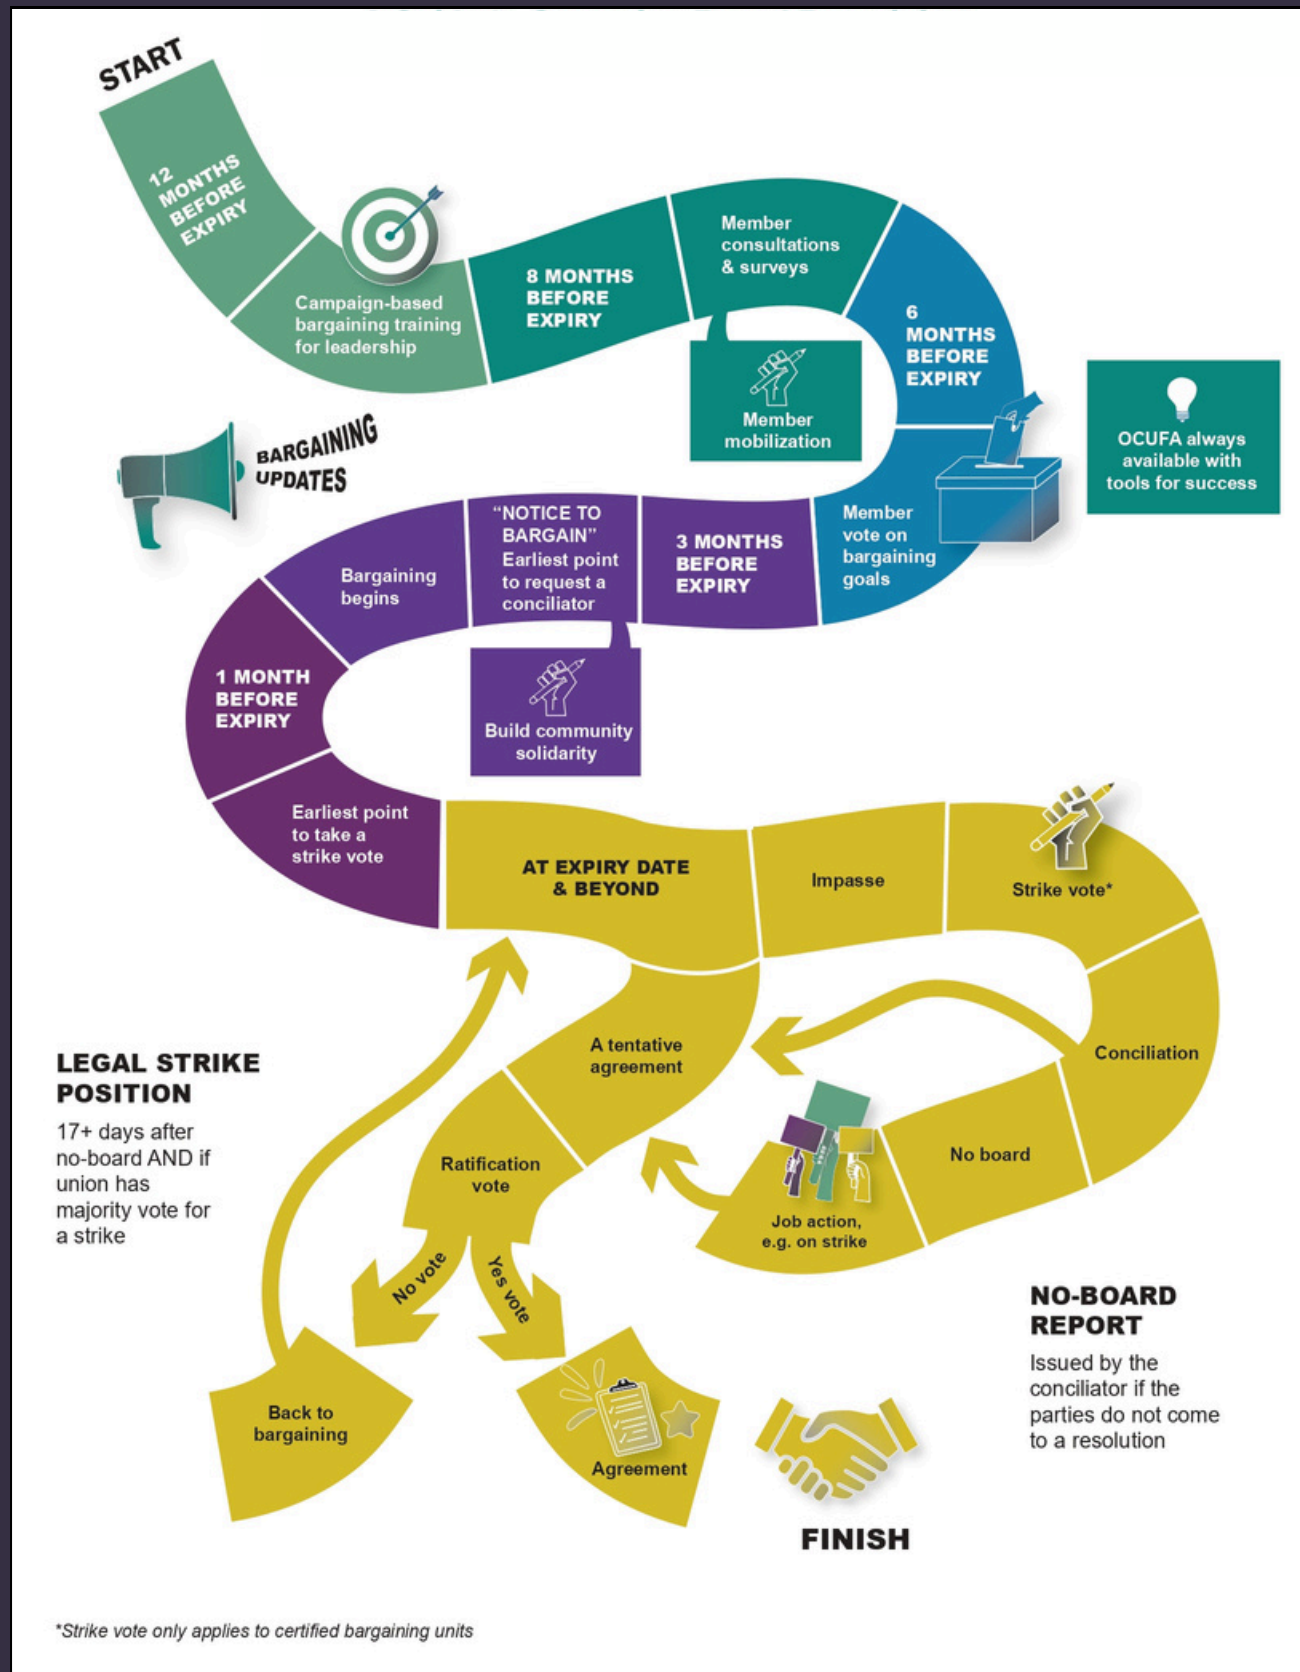 START
12
MONTHS
BEFORE
EXPIRY
Campaign-based
bargaining training
for leadership
8 MONTHS
BEFORE
EXPIRY
Member
consultations
& surveys
Member
mobilization
6
MONTHS
BEFORE
EXPIRY
OCUFA always
available with
tools for success
Member
vote on
bargaining
goals
3 MONTHS
BEFORE
EXPIRY
“NOTICE TO
BARGAIN”
Earliest point
to request a
conciliator
Build community
solidarity
Bargaining
begins
BARGAINING
UPDATES
1 MONTH
BEFORE
EXPIRY
Earliest point
to take a
strike vote
AT EXPIRY DATE
& BEYOND
Impasse
Strike vote*
Conciliation
No board
Job action,
e.g. on strike
A tentative
agreement
Ratification
vote
No vote
Yes vote
Back to
bargaining
Agreement
LEGAL STRIKE
POSITION
17+ days after
no-board AND if
union has
majority vote for
a strike
NO-BOARD
REPORT
Issued by the
conciliator if the
parties do not come
to a resolution
FINISH
*Strike vote only applies to certified bargaining units